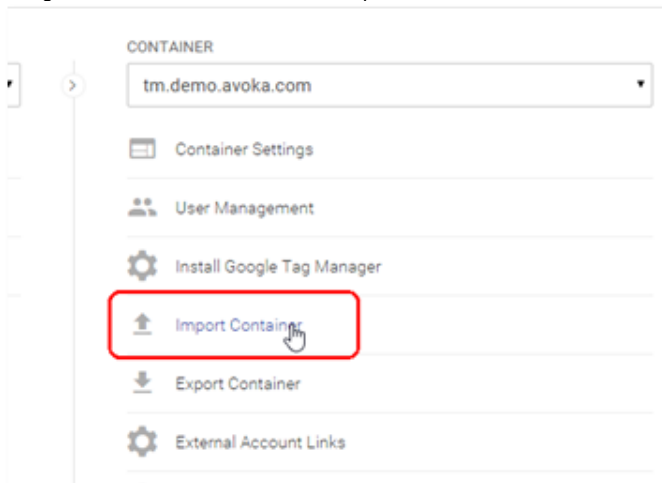 CONTAINER
tm.demo.avoka.com
Container Settings
User Management
Install Google Tag Manager
Import Container
Export Container
External Account Links